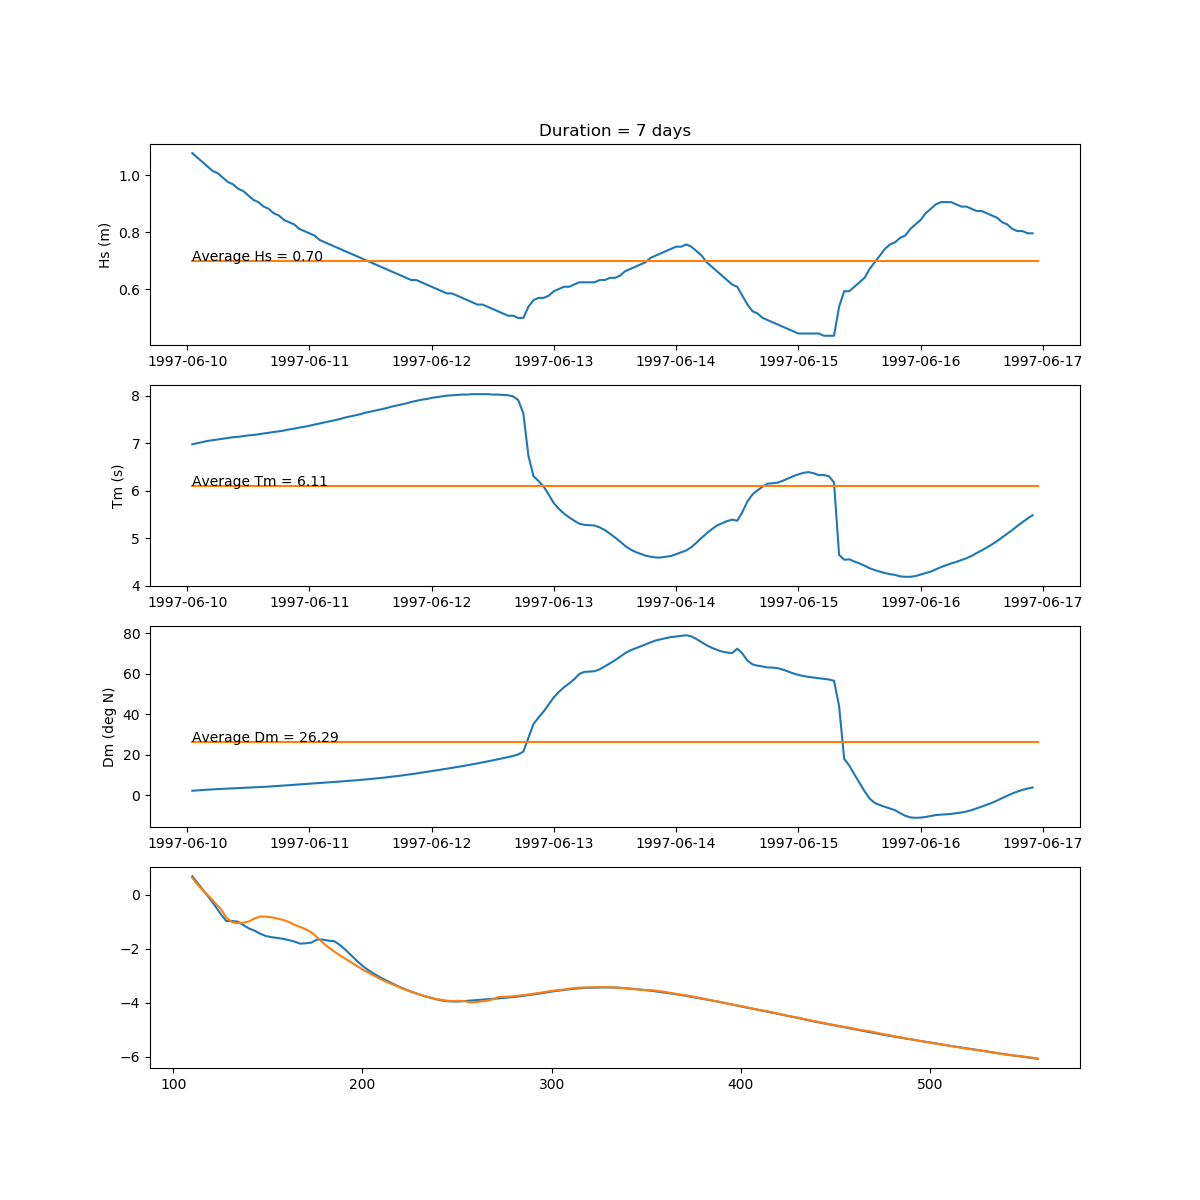 Duration = 7 days
Hs (m)
1.0
0.8
0.6
Average Hs = 0.70
1997-06-10 1997-06-11 1997-06-12 1997-06-13 1997-06-14 1997-06-15 1997-06-16 1997-06-17
Tm (s)
8
7
6
5
4
Average Tm = 6.11
1997-06-10 1997-06-11 1997-06-12 1997-06-13 1997-06-14 1997-06-15 1997-06-16 1997-06-17
Dm (deg N)
80
60
40
20
0
Average Dm = 26.29
1997-06-10 1997-06-11 1997-06-12 1997-06-13 1997-06-14 1997-06-15 1997-06-16 1997-06-17
0
−2
−4
−6
100 200 300 400 500